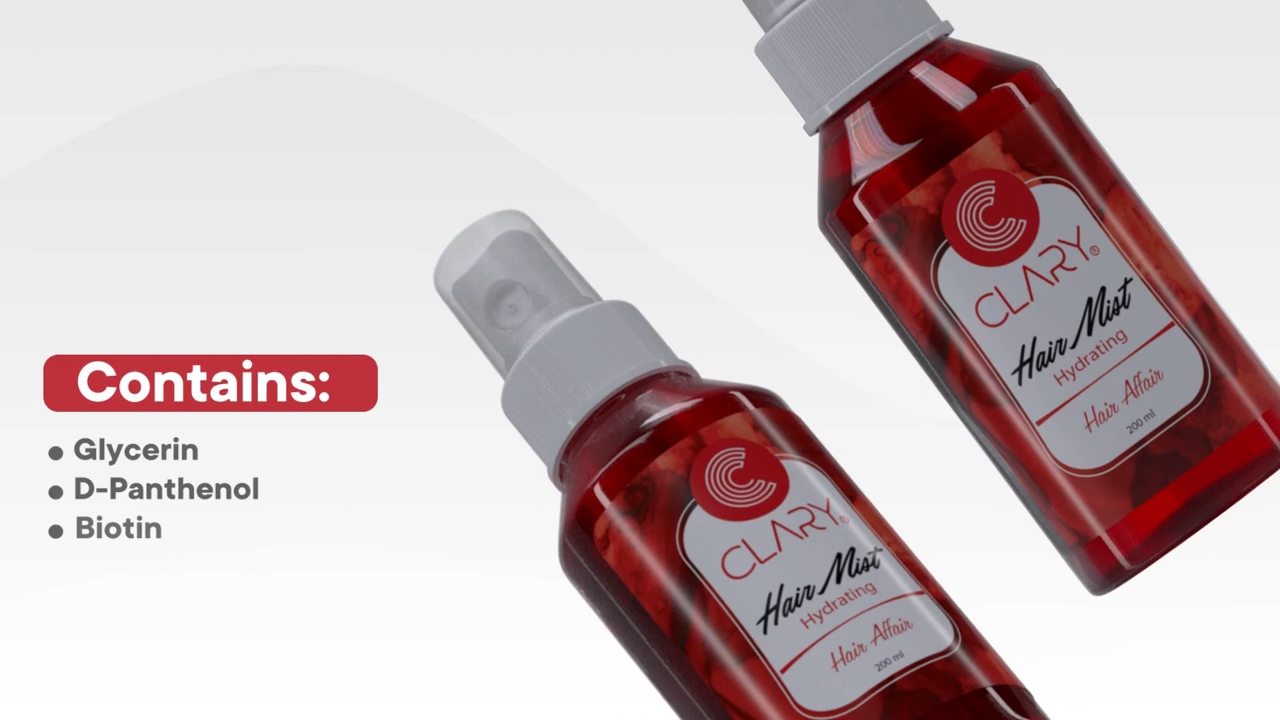 Contains:
Glycerin
D-Panthenol
Biotin
CLARY®
Hair Mist
Hydrating
Hair Affair
200 ml
CLARY®
Hair Mist
Hydrating
Hair Affair
200 ml